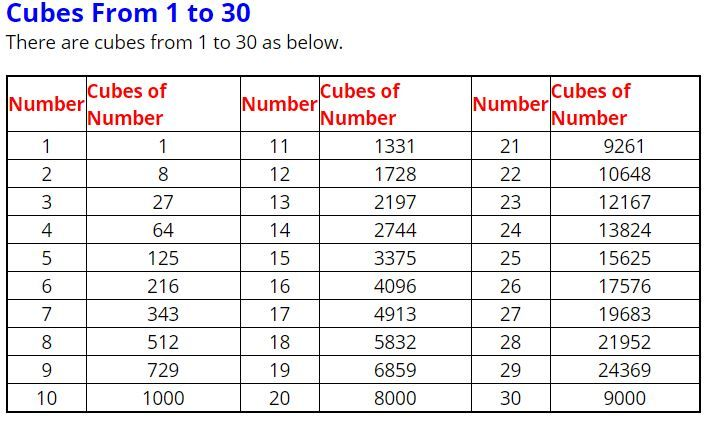 Cubes From 1 to 30
There are cubes from 1 to 30 as below.
Number Cubes of Number Number Cubes of Number Number Cubes of Number
1 1 11 1331 21 9261
2 8 12 1728 22 10648
3 27 13 2197 23 12167
4 64 14 2744 24 13824
5 125 15 3375 25 15625
6 216 16 4096 26 17576
7 343 17 4913 27 19683
8 512 18 5832 28 21952
9 729 19 6859 29 24369
10 1000 20 8000 30 9000